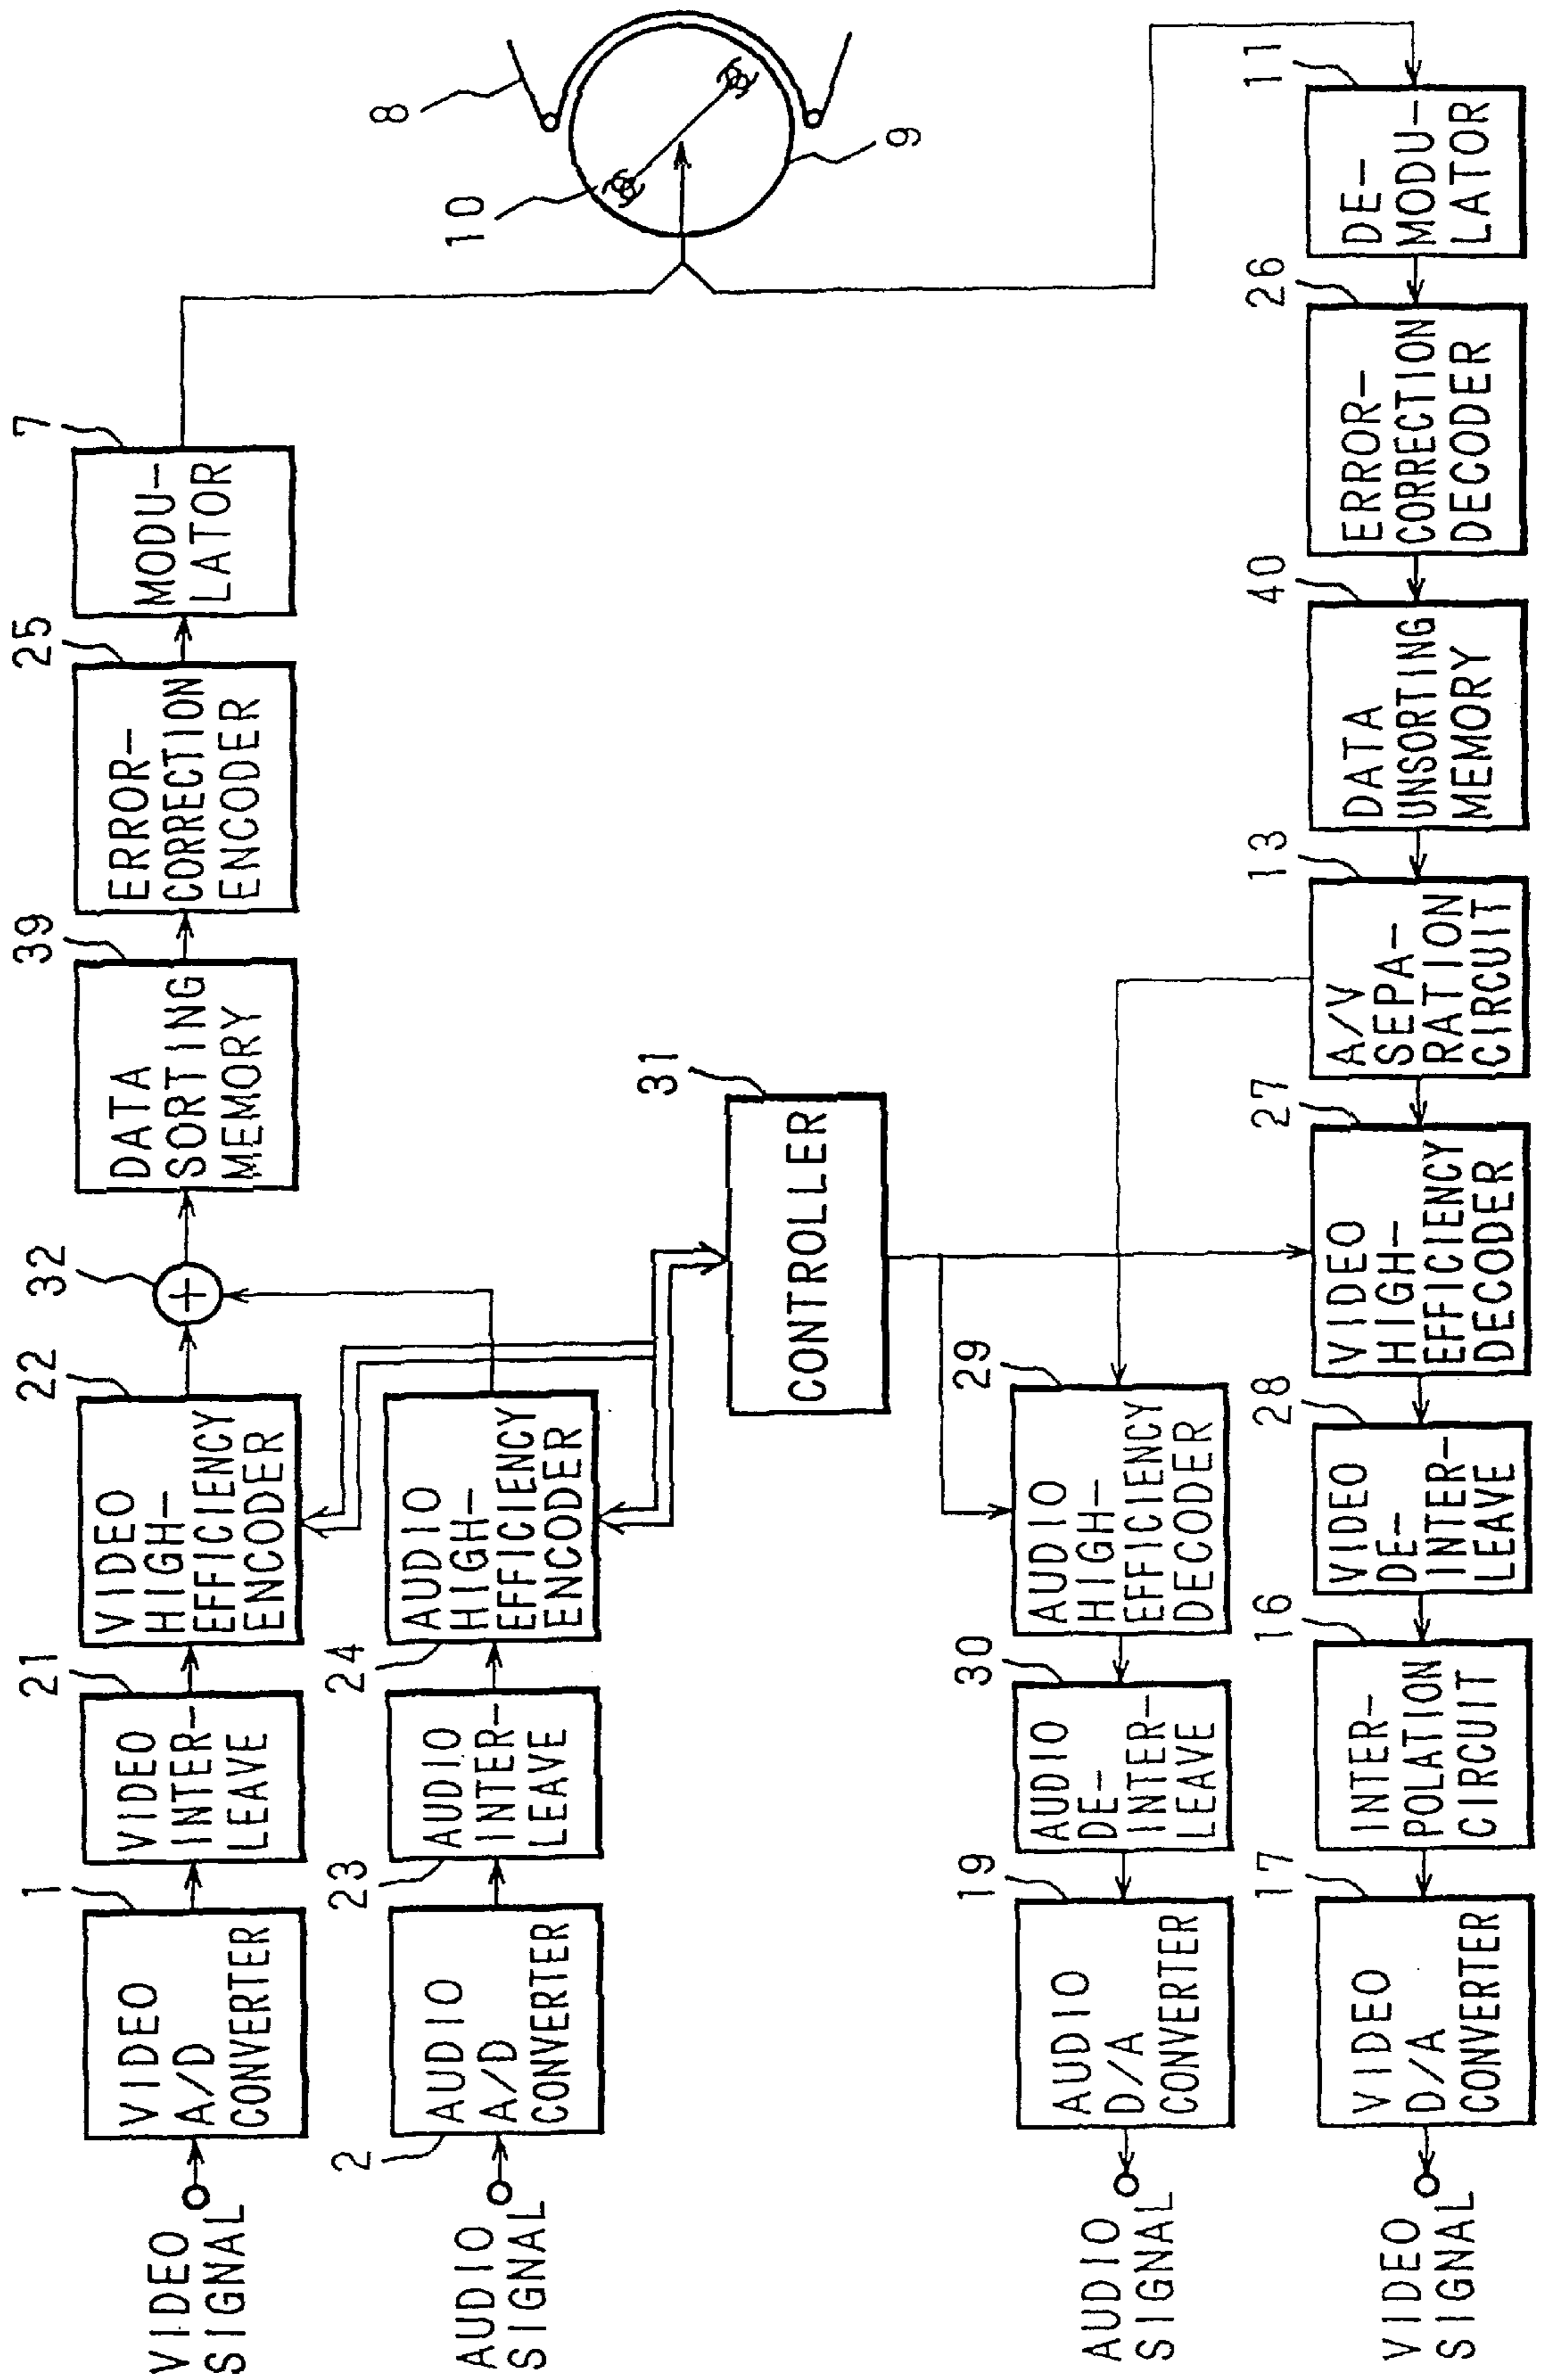 VIDEO
SIGNAL
1
VIDEO
A/D
CONVERTER
21
VIDEO
INTER-
LEAVE
22
VIDEO
HIGH-
EFFICIENCY
ENCODER
32
+
39
DATA
SORTING
MEMORY
25
ERROR-
CORRECTION
ENCODER
7
MODU-
LATOR
AUDIO
SIGNAL
2
AUDIO
A/D
CONVERTER
23
AUDIO
INTER-
LEAVE
24
AUDIO
HIGH-
EFFICIENCY
ENCODER
8
10
9
31
CONTROLLER
AUDIO
SIGNAL
19
AUDIO
D/A
CONVERTER
30
AUDIO
DE-
INTER-
LEAVE
29
AUDIO
HIGH-
EFFICIENCY
DECODER
VIDEO
SIGNAL
17
VIDEO
D/A
CONVERTER
16
INTER-
POLATION
CIRCUIT
28
VIDEO
DE-
INTER-
LEAVE
27
VIDEO
HIGH-
EFFICIENCY
DECODER
13
A/V
SEPA-
RATION
CIRCUIT
40
DATA
UNSORTING
MEMORY
26
ERROR-
CORRECTION
DECODER
11
DE-
MODU-
LATOR